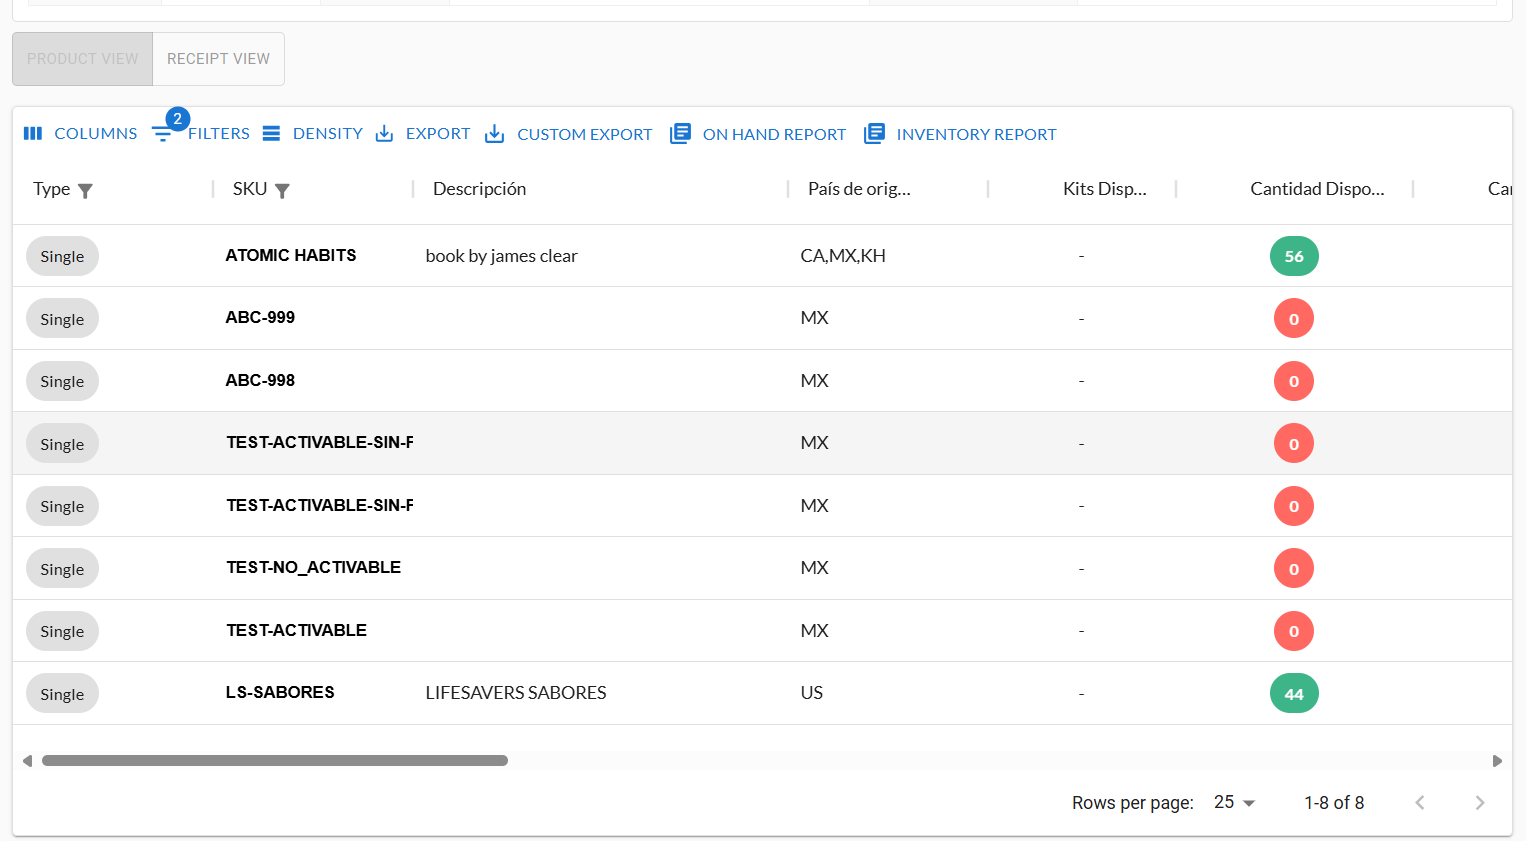 PRODUCT VIEW RECEIPT VIEW
COLUMNS 2 FILTERS DENSITY EXPORT CUSTOM EXPORT ON HAND REPORT INVENTORY REPORT
Type SKU Descripción País de orig... Kits Disp... Cantidad Dispo... Car
Single ATOMIC HABITS book by james clear CA,MX,KH - 56
Single ABC-999 MX - 0
Single ABC-998 MX - 0
Single TEST-ACTIVABLE-SIN-F MX - 0
Single TEST-ACTIVABLE-SIN-F MX - 0
Single TEST-NO_ACTIVABLE MX - 0
Single TEST-ACTIVABLE MX - 0
Single LS-SABORES LIFESAVERS SABORES US - 44
Rows per page: 25 1-8 of 8